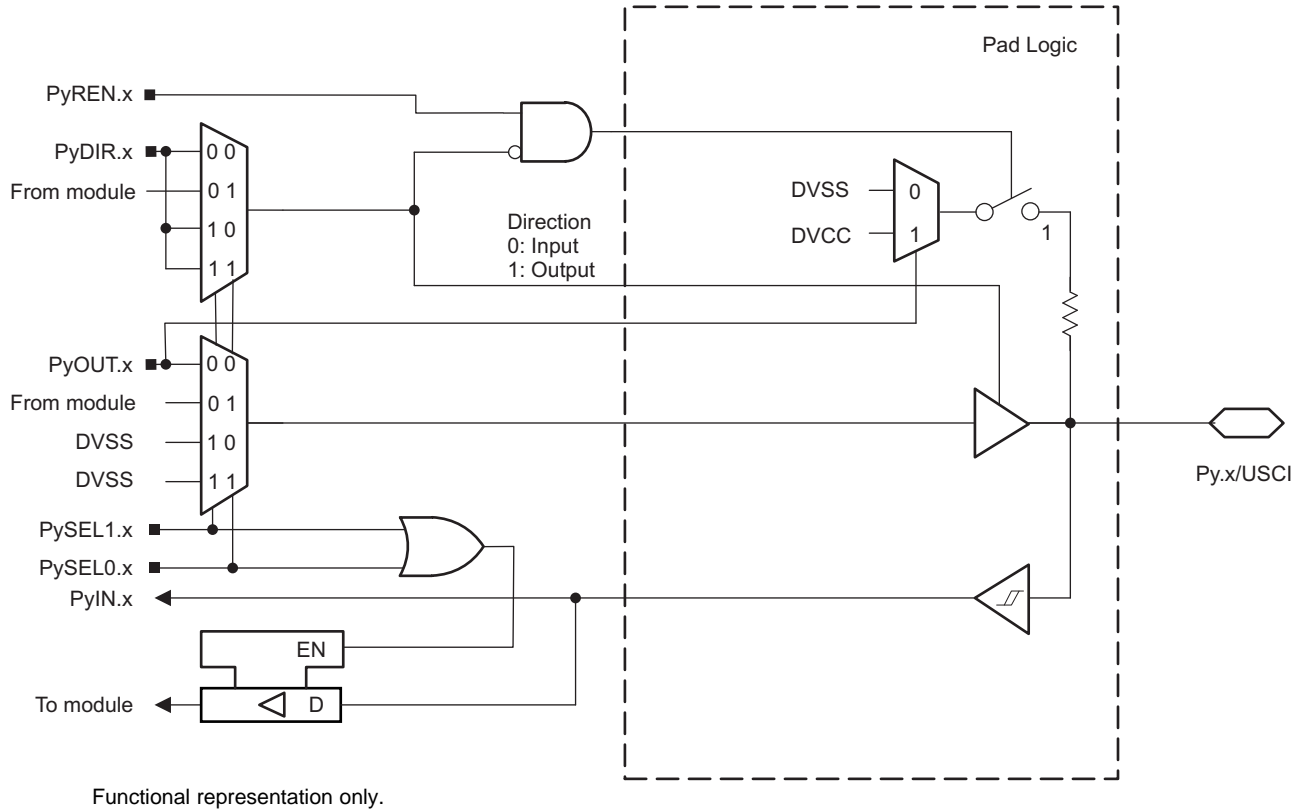 Pad Logic
PyREN.x
PyDIR.x
0 0
From module
0 1
1 0
1 1
Direction
0: Input
1: Output
DVSS
0
DVCC
1
1
PyOUT.x
0 0
From module
0 1
DVSS
1 0
DVSS
1 1
Py.x/USCI
PySEL1.x
PySEL0.x
PyIN.x
EN
To module
D
Functional representation only.